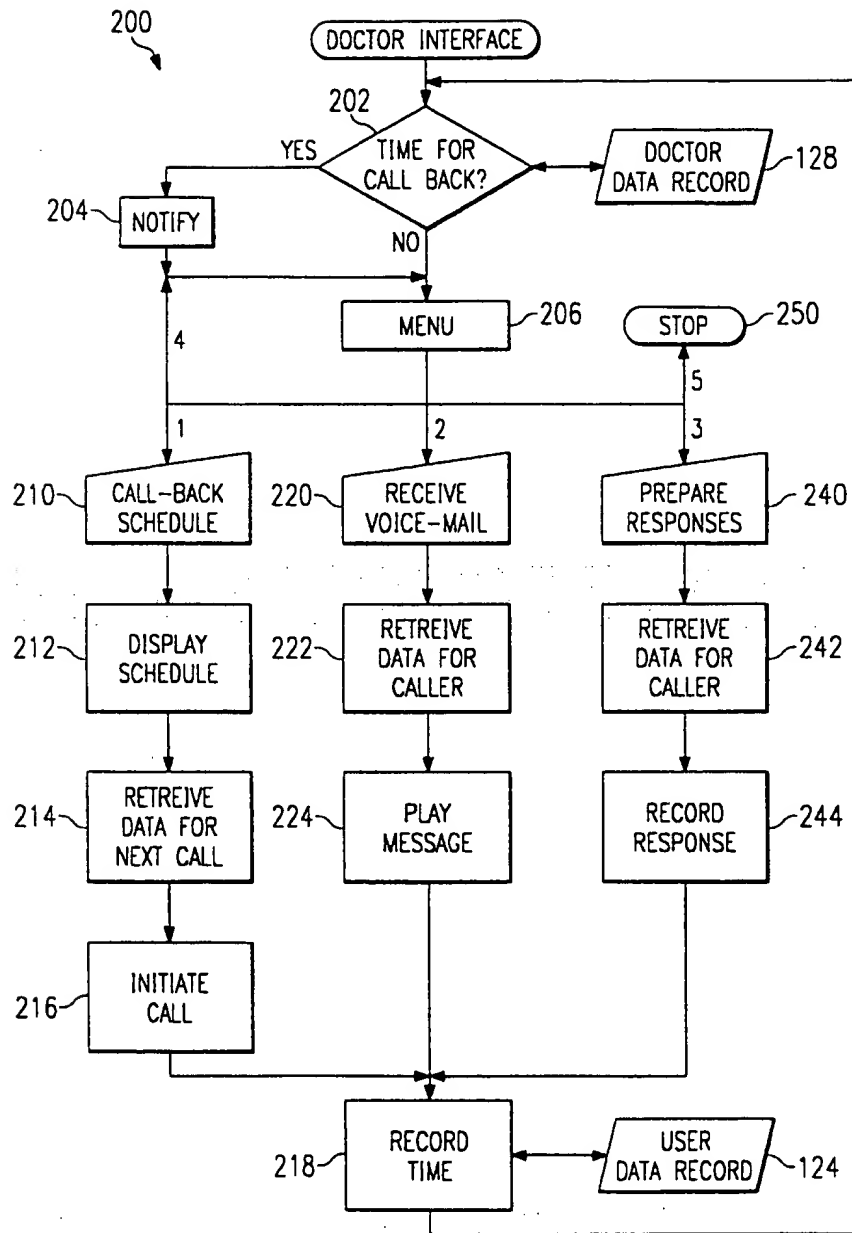 200
DOCTOR INTERFACE
202
YES
TIME FOR
CALL BACK?
DOCTOR
DATA RECORD
128
204
NOTIFY
NO
MENU
206
STOP
250
4
5
1
2
3
210
CALL-BACK
SCHEDULE
220
RECEIVE
VOICE-MAIL
PREPARE
RESPONSES
240
212
DISPLAY
SCHEDULE
222
RETREIVE
DATA FOR
CALLER
RETREIVE
DATA FOR
CALLER
242
214
RETREIVE
DATA FOR
NEXT CALL
224
PLAY
MESSAGE
RECORD
RESPONSE
244
216
INITIATE
CALL
218
RECORD
TIME
USER
DATA RECORD
124